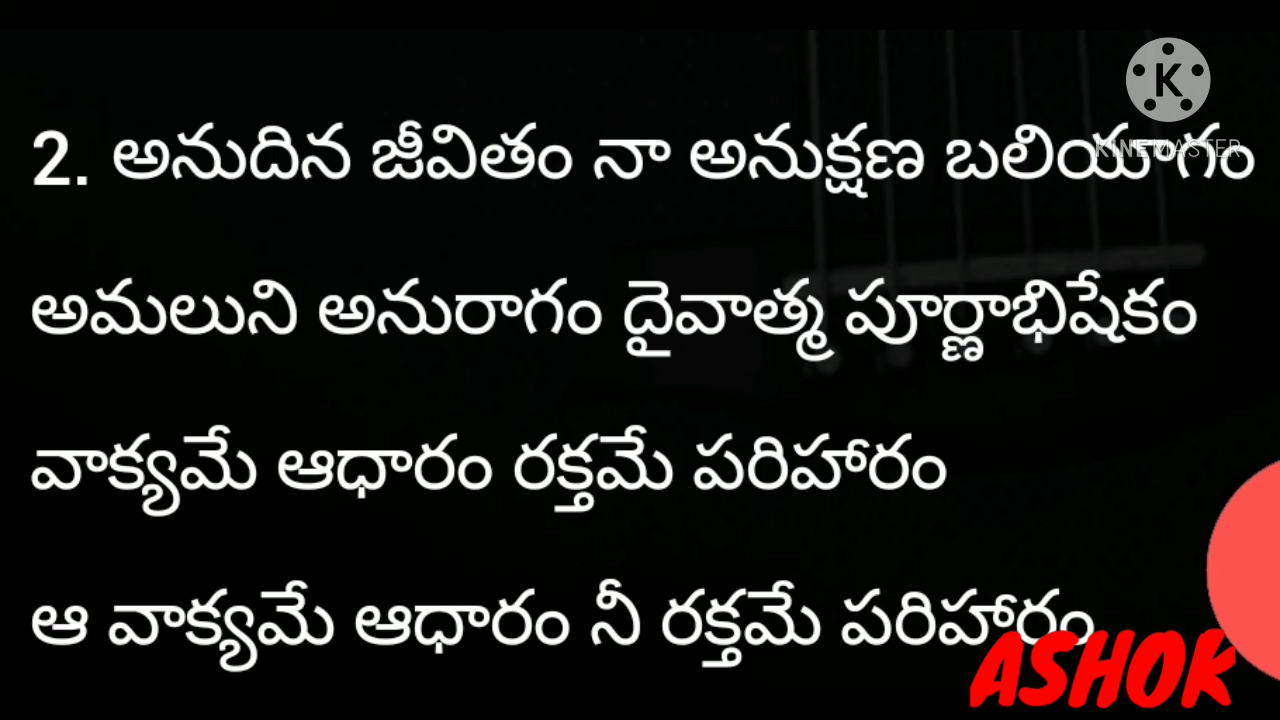 2. అనుదిన జీవితం నా అనుక్షణ బలియాగం
KINEMASTER
అమలుని అనురాగం దైవాత్మ పూర్ణాభిషేకం
వాక్యమే ఆధారం రక్తమే పరిహారం
ఆ వాక్యమే ఆధారం నీ రక్తమే పరిహారం
ASHOK